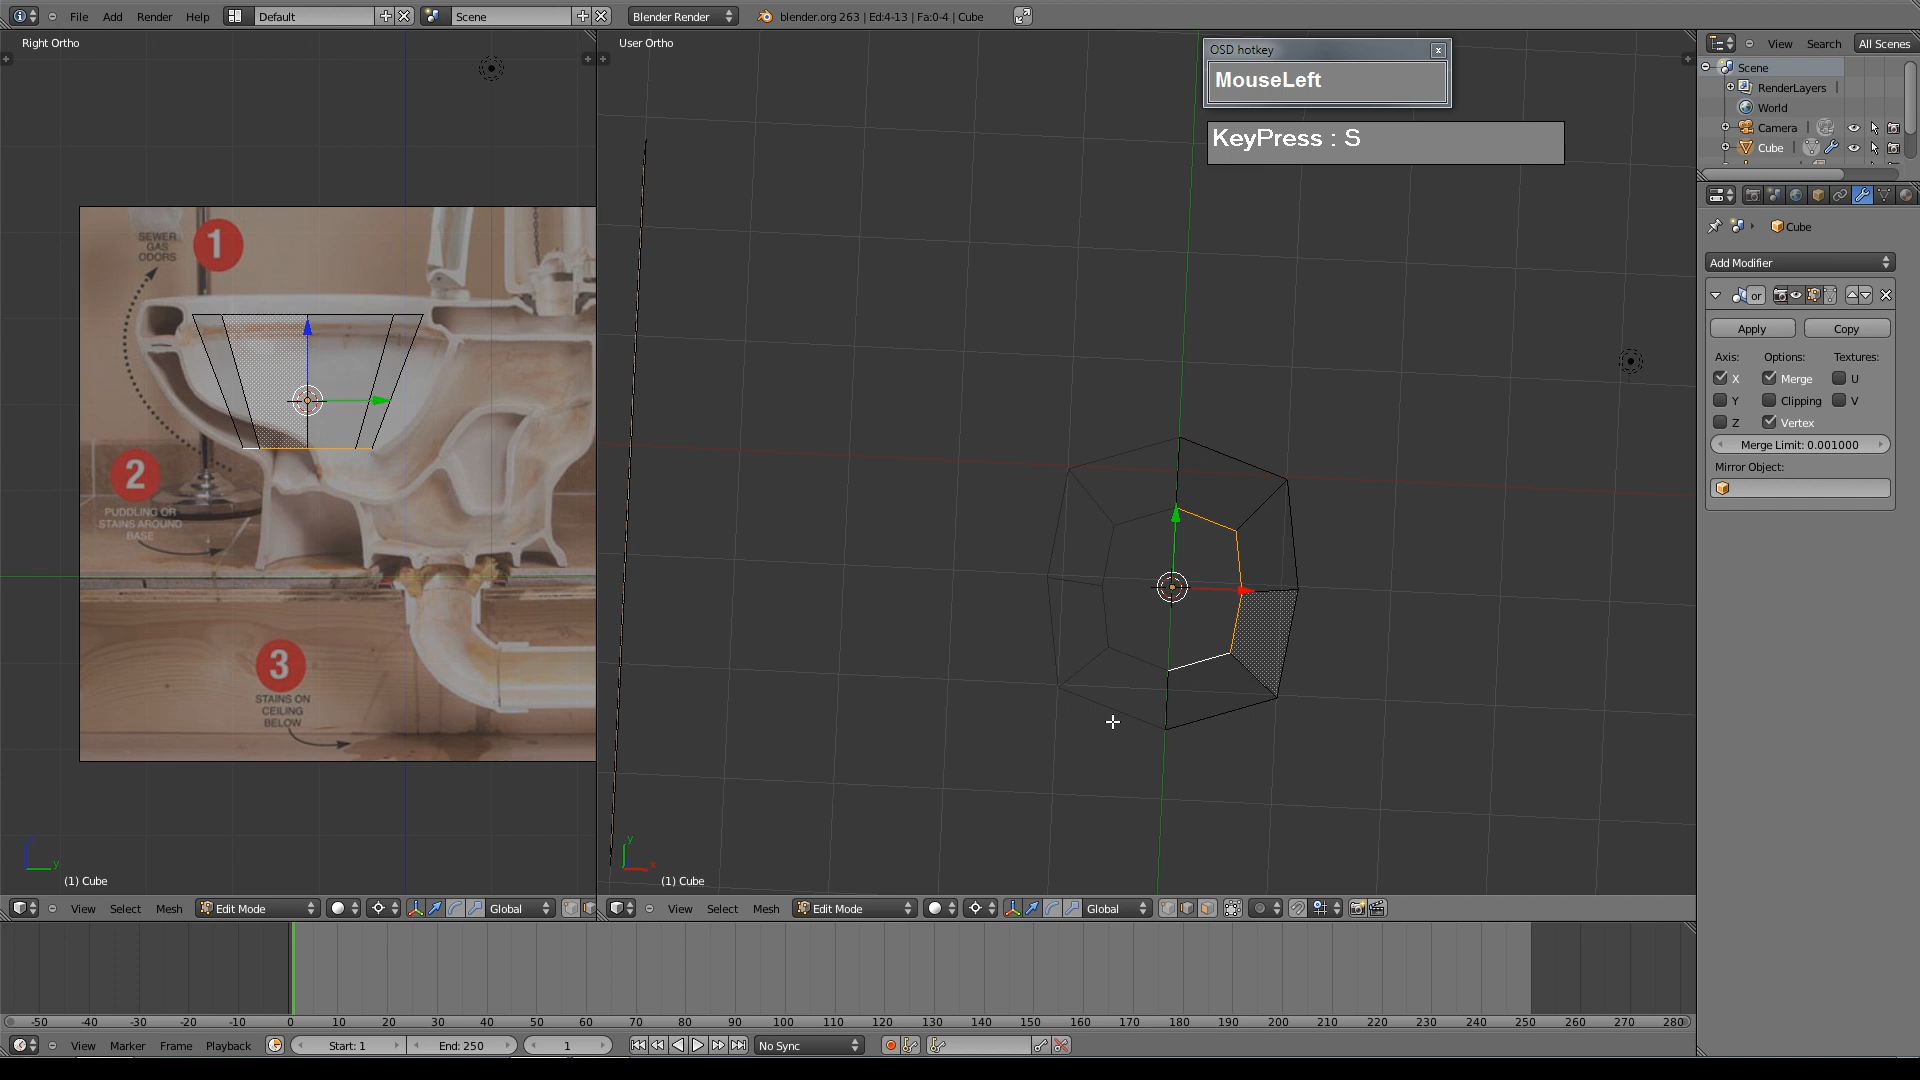 File Add Render Help Default Scene Blender Render blender.org 263 | Ed:4-13 | Fa:0-4 | Cube
Right Ortho
User Ortho
OSD hotkey
MouseLeft
KeyPress : S
View Search All Scenes
Scene
RenderLayers
World
Camera
Cube
Cube
Add Modifier
or
Apply Copy
Axis: Options: Textures:
X Merge U
Y Clipping V
Z Vertex
Merge Limit: 0.001000
Mirror Object:
SEWER
GAS
ODORS
1
2
PUDDLING OR
STAINS AROUND
BASE
3
STAINS ON
CEILING
BELOW
y
y
x
(1) Cube
(1) Cube
View Select Mesh Edit Mode Global
View Select Mesh Edit Mode Global
-50 -40 -30 -20 -10 0 10 20 30 40 50 60 70 80 90 100 110 120 130 140 150 160 170 180 190 200 210 220 230 240 250 260 270 280
View Marker Frame Playback Start: 1 End: 250 1 No Sync